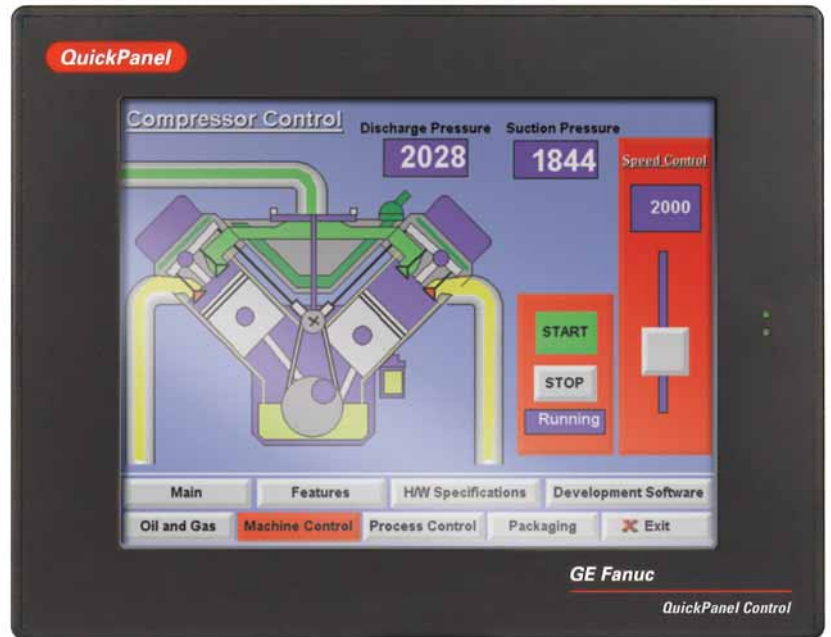 QuickPanel
Compressor Control
Discharge Pressure
Suction Pressure
2028
1844
Speed Control
2000
START
STOP
Running
Main
Features
H/W Specifications
Development Software
Oil and Gas
Machine Control
Process Control
Packaging
X Exit
GE Fanuc
QuickPanel Control